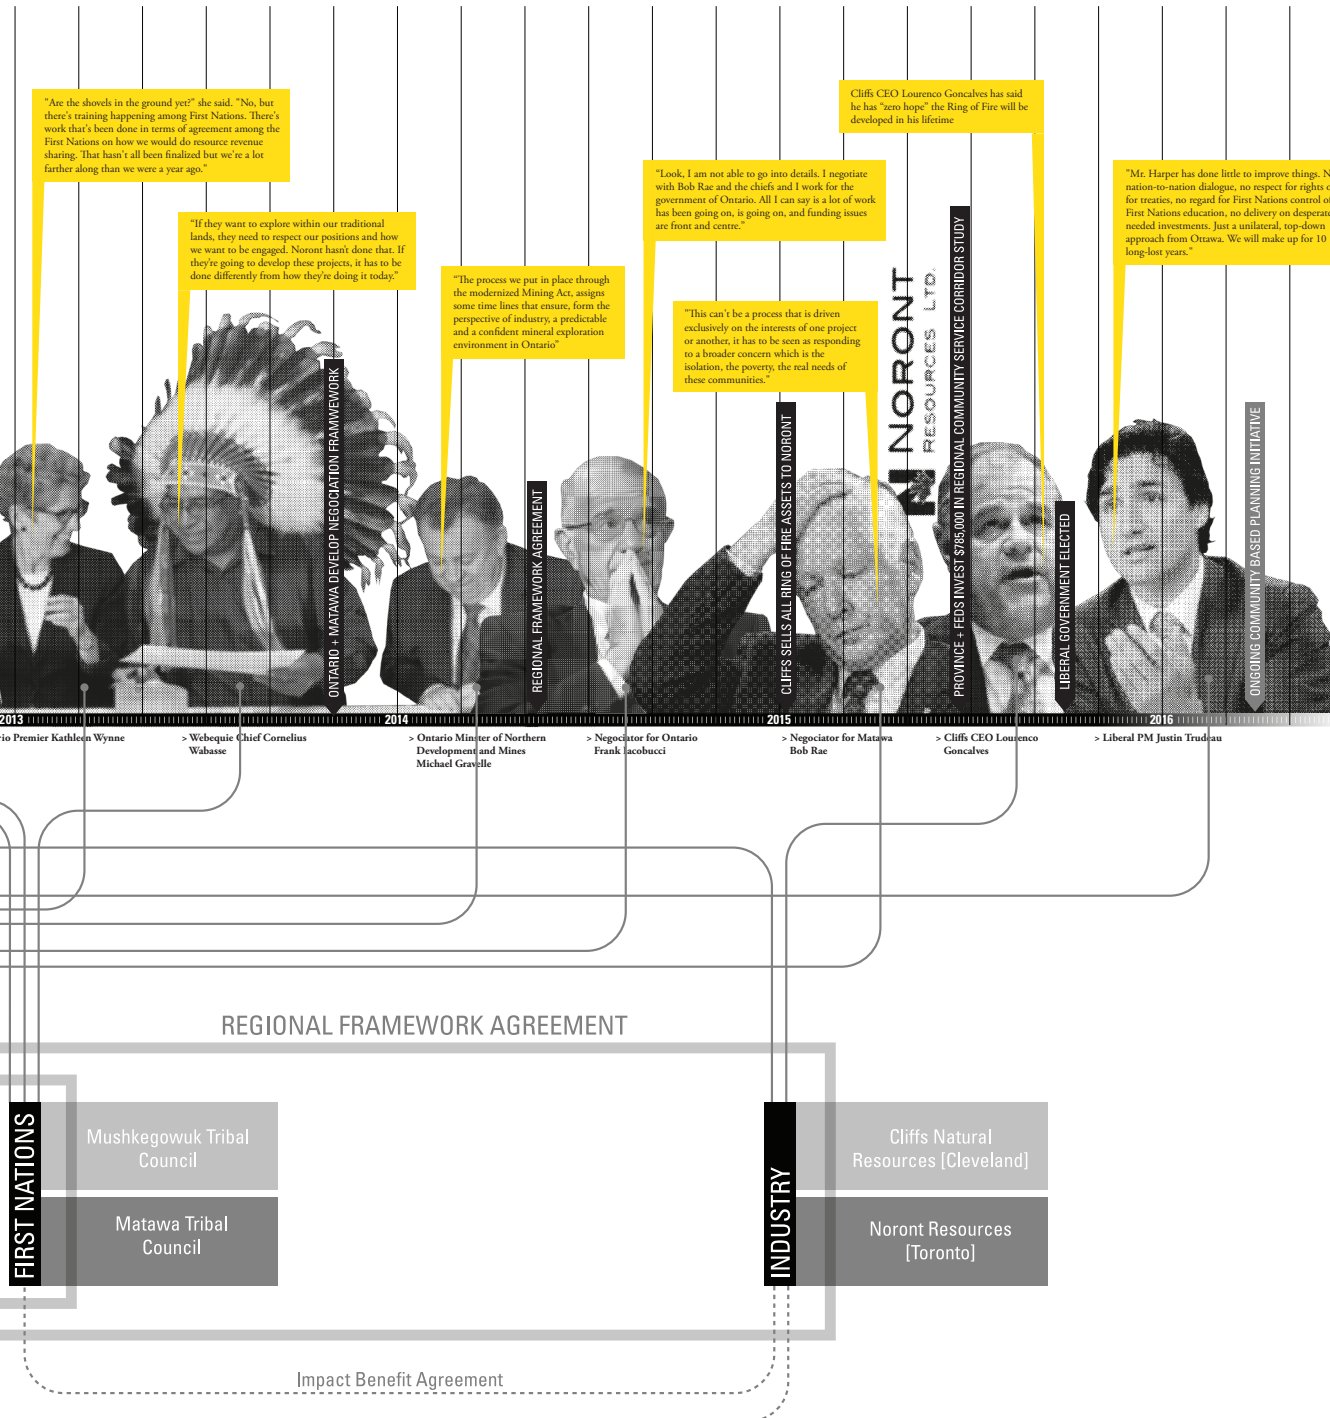 "Are the shovels in the ground yet?" she said. "No, but
there's training happening among First Nations. There's
work that's been done in terms of agreement among the
First Nations on how we would do resource revenue
sharing. That hasn't all been finalized but we're a lot
farther along than we were a year ago."
"If they want to explore within our traditional
lands, they need to respect our positions and how
we want to be engaged. Noront hasn't done that. If
they're going to develop these projects, it has to be
done differently from how they're doing it today."
"The process we put in place through
the modernized Mining Act, assigns
some time lines that ensure, form the
perspective of industry, a predictable
and a confident mineral exploration
environment in Ontario"
"Look, I am not able to go into details. I negotiate
with Bob Rae and the chiefs and I work for the
government of Ontario. All I can say is a lot of work
has been going on, is going on, and funding issues
are front and centre."
"This can't be a process that is driven
exclusively on the interests of one project
or another, it has to be seen as responding
to a broader concern which is the
isolation, the poverty, the real needs of
these communities."
Cliffs CEO Lourenco Goncalves has said
he has "zero hope" the Ring of Fire will be
developed in his lifetime
"Mr. Harper has done little to improve things. N
nation-to-nation dialogue, no respect for rights o
for treaties, no regard for First Nations control of
First Nations education, no delivery on desperate
needed investments. Just a unilateral, top-down
approach from Ottawa. We will make up for 10
long-lost years."
ONTARIO + MATAWA DEVELOP NEGOCIATION FRAMWEWORK
REGIONAL FRAMEWORK AGREEMENT
CLIFFS SELLS ALL RING OF FIRE ASSETS TO NORONT
NORONT
RESOURCES LTD.
PROVINCE + FEDS INVEST $785,000 IN REGIONAL COMMUNITY SERVICE CORRIDOR STUDY
LIBERAL GOVERNMENT ELECTED
ONGOING COMMUNITY BASED PLANNING INITIATIVE
2013
2014
2015
2016
io Premier Kathleen Wynne
> Webequie Chief Cornelius
Wabasse
> Ontario Minster of Northern
Development and Mines
Michael Gravelle
> Negociator for Ontario
Frank Iacobucci
> Negociator for Matawa
Bob Rae
> Cliffs CEO Lourenco
Goncalves
> Liberal PM Justin Trudeau
REGIONAL FRAMEWORK AGREEMENT
FIRST NATIONS
Mushkegowuk Tribal
Council
Matawa Tribal
Council
INDUSTRY
Cliffs Natural
Resources [Cleveland]
Noront Resources
[Toronto]
Impact Benefit Agreement